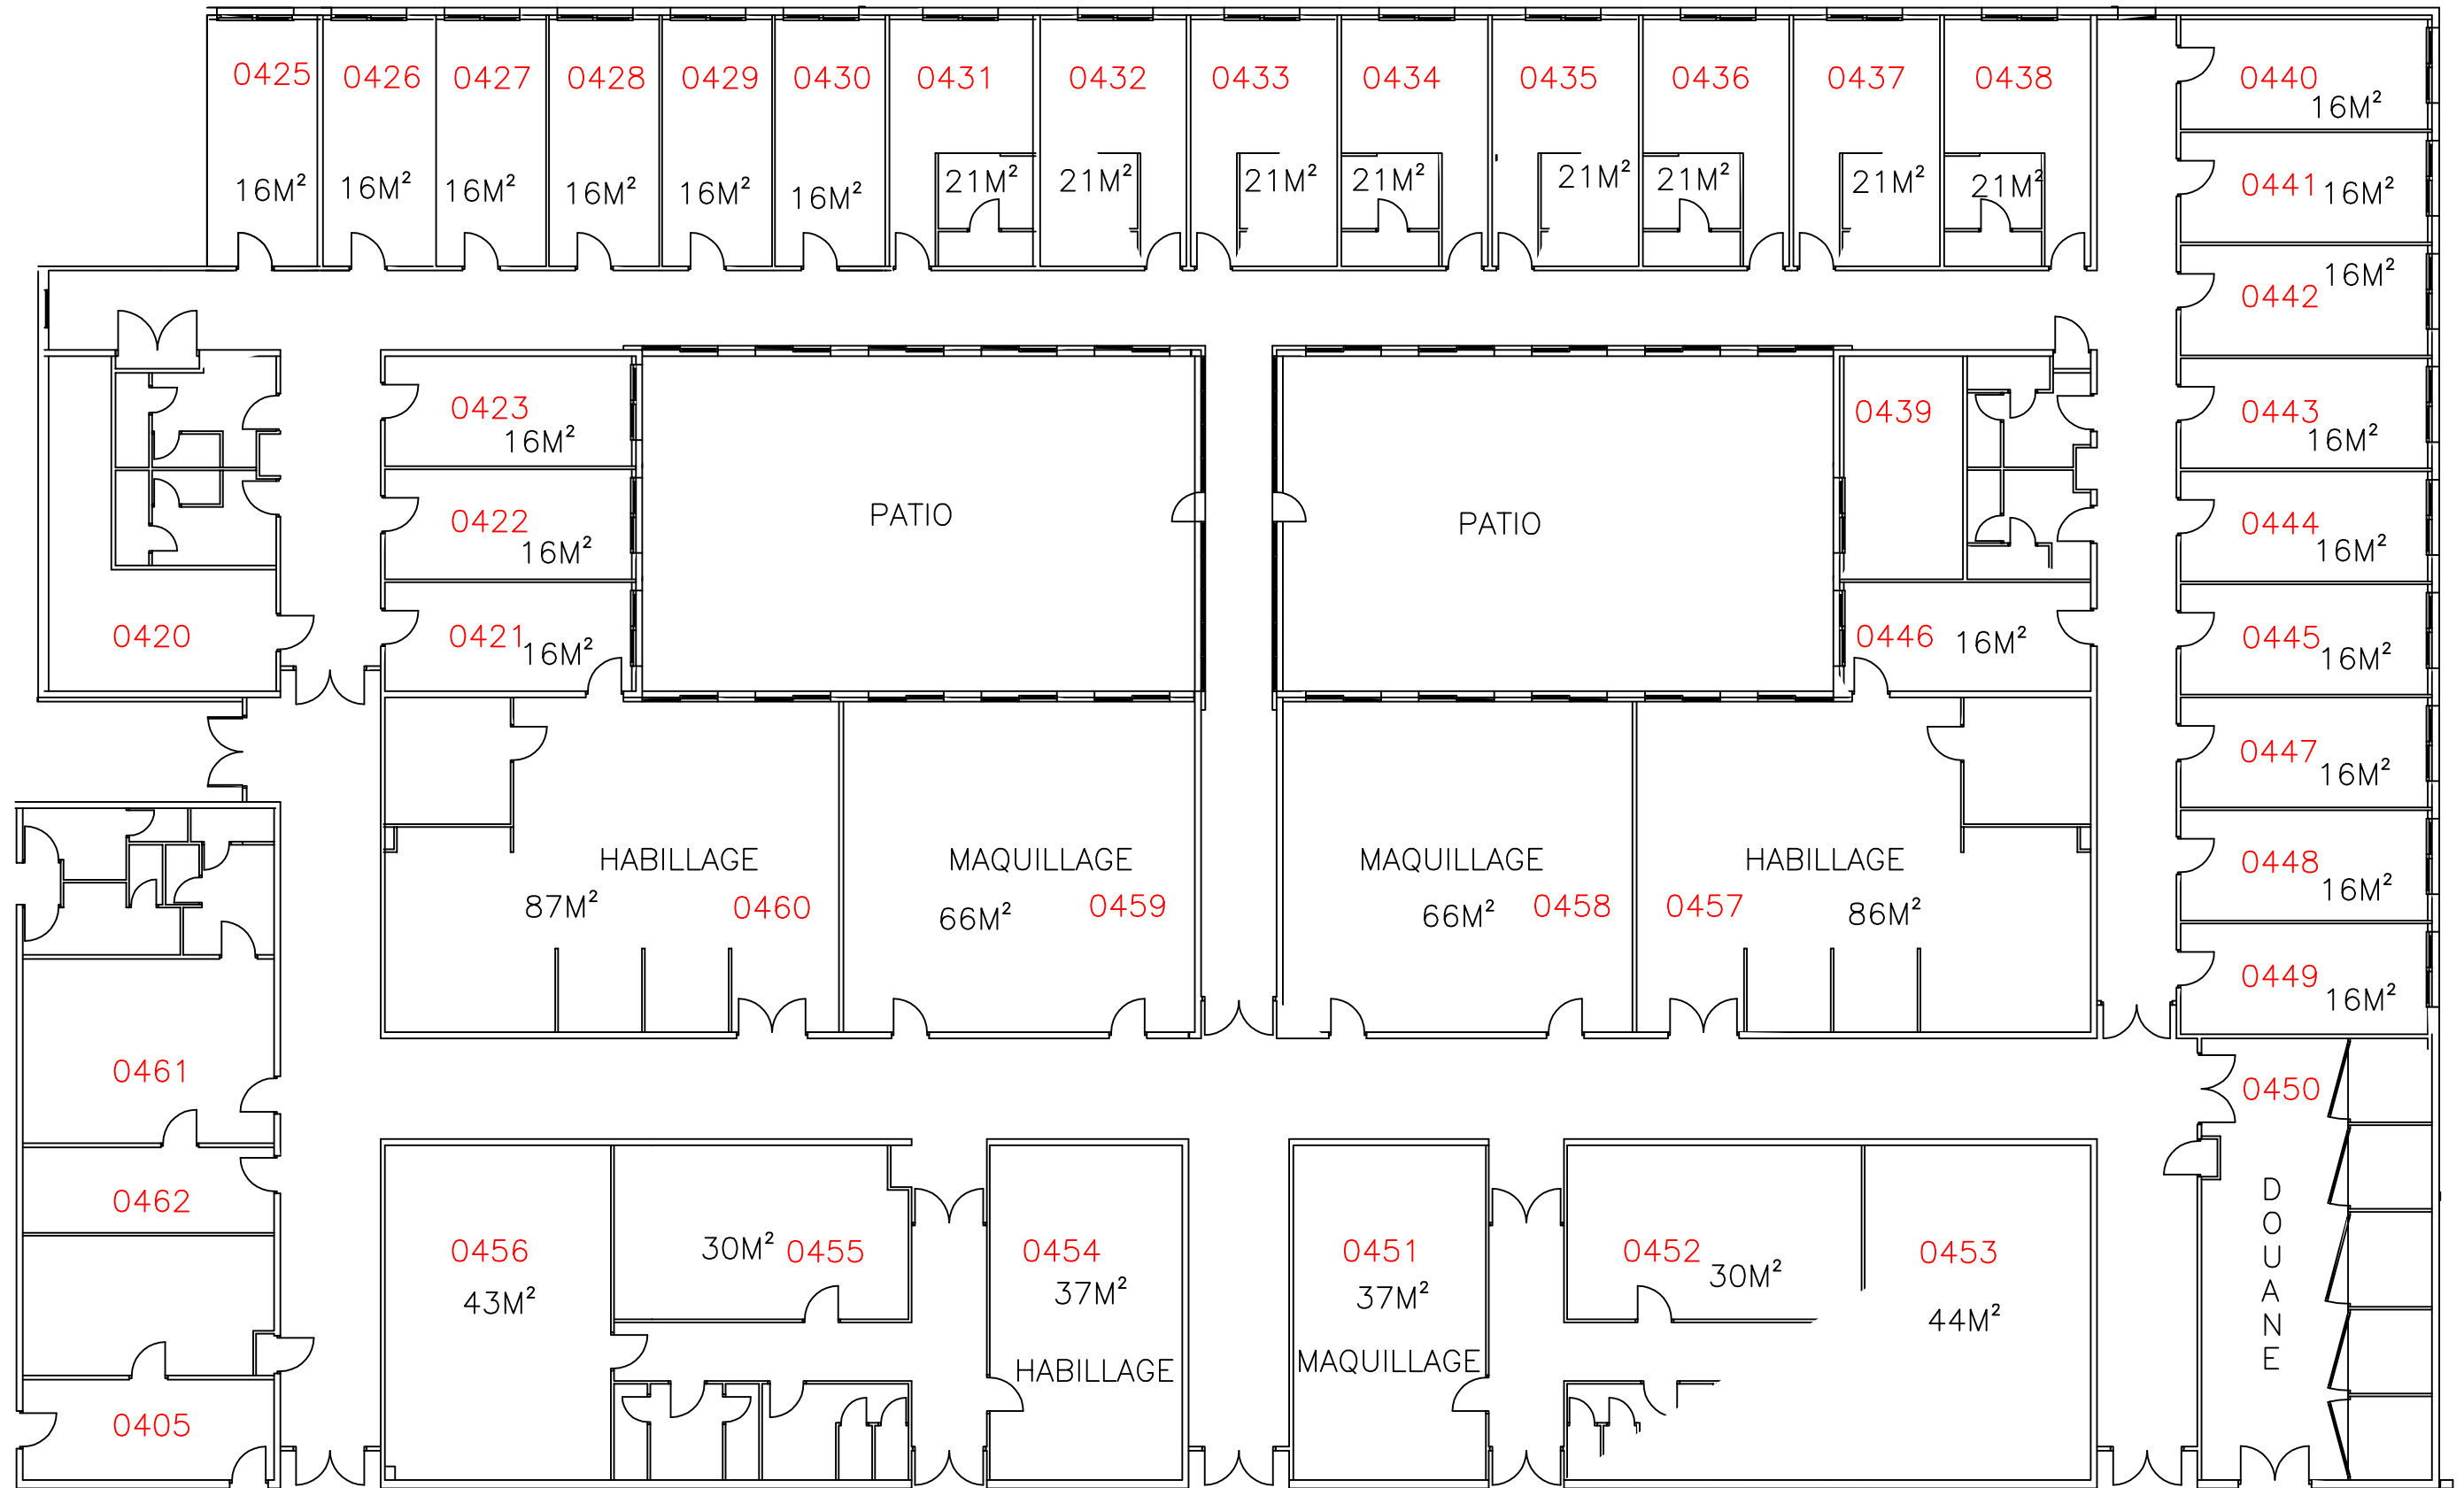 0425
0426
0427
0428
0429
0430
0431
0432
0433
0434
0435
0436
0437
0438
16M²
16M²
16M²
16M²
16M²
16M²
21M²
21M²
21M²
21M²
21M²
21M²
21M²
21M²
0440
16M²
0441
16M²
16M²
0442
0443
16M²
0444
16M²
0445
16M²
0447
16M²
0448
16M²
0449
16M²
0423
16M²
0422
16M²
0421
16M²
0420
PATIO
PATIO
0439
0446
16M²
HABILLAGE
87M²
0460
MAQUILLAGE
66M²
0459
MAQUILLAGE
66M²
0458
HABILLAGE
0457
86M²
0461
0462
0405
0456
43M²
30M²
0455
0454
37M²
HABILLAGE
0451
37M²
MAQUILLAGE
0452
30M²
0453
44M²
0450
D
O
U
A
N
E